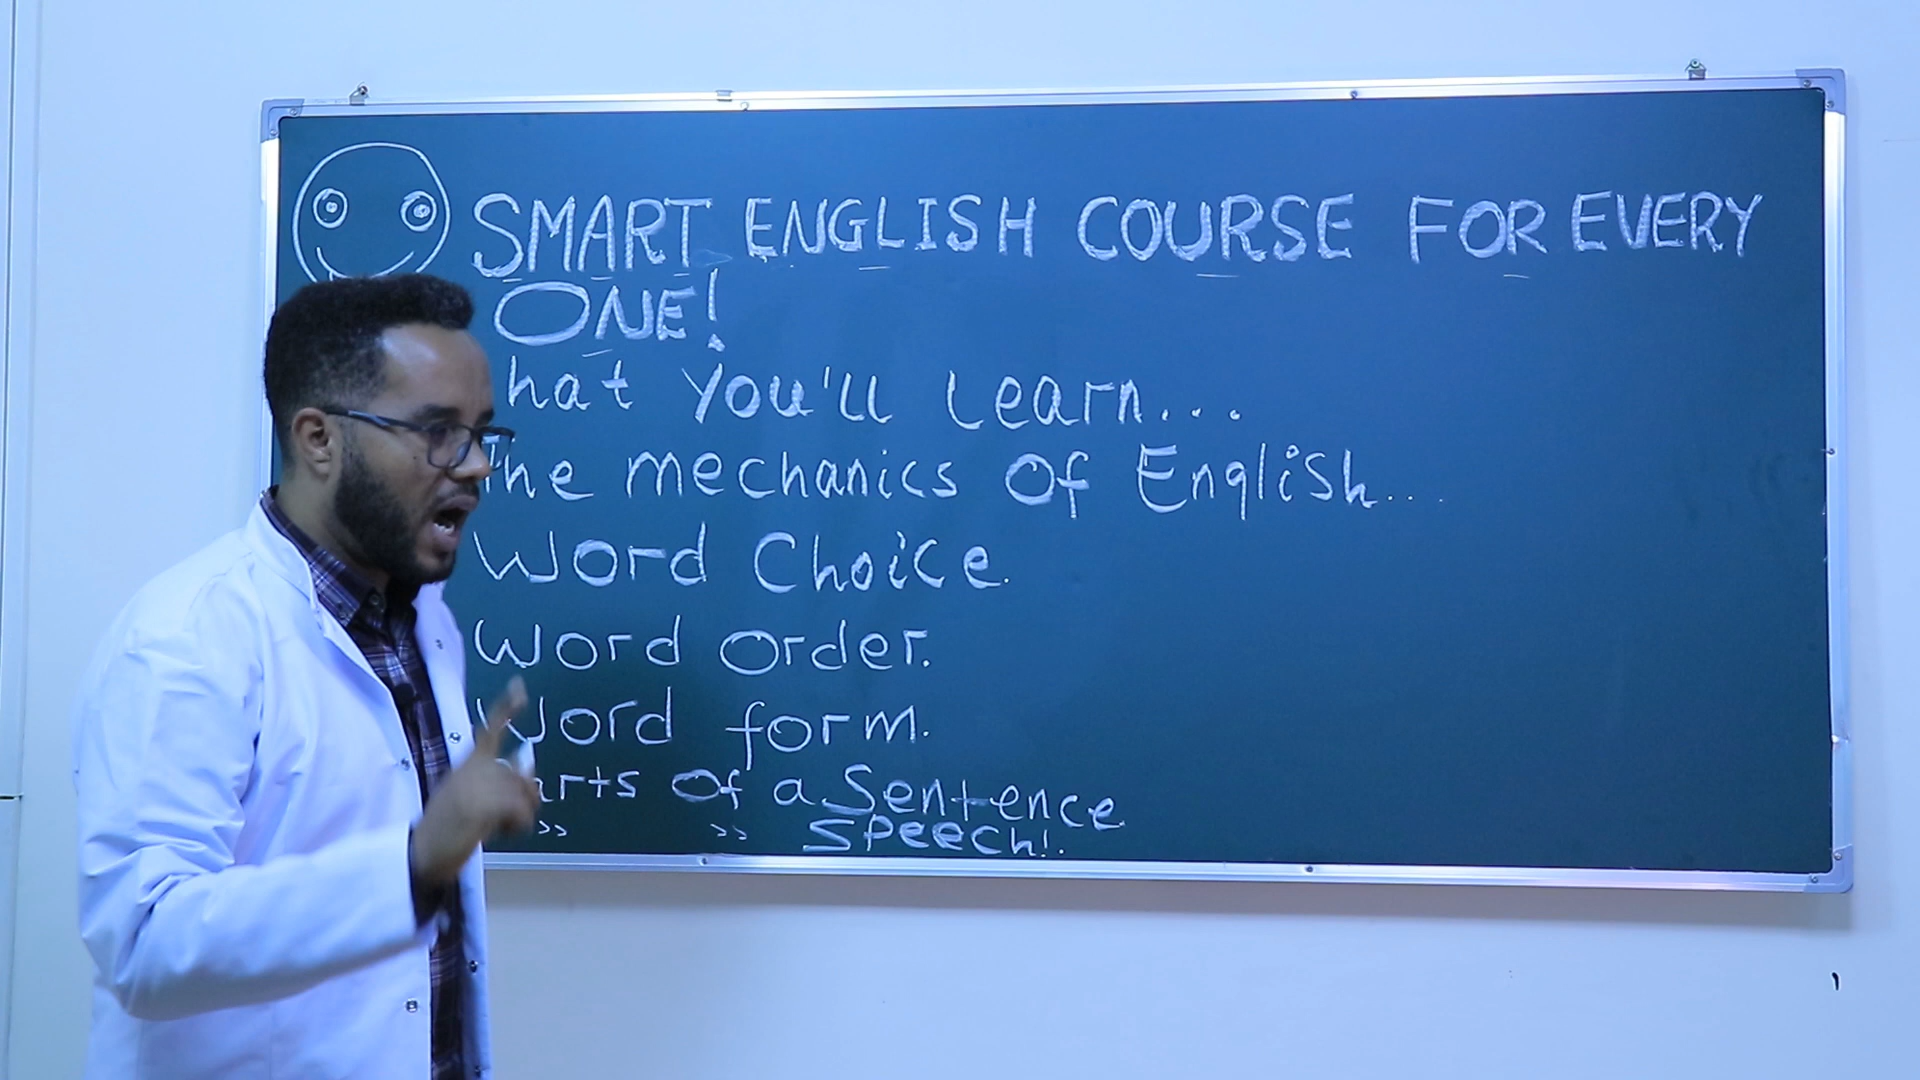 SMART ENGLISH COURSE FOR EVERY
ONE!
hat you'll Learn...
The mechanics of English...
Word Choice.
Word order.
Word form.
arts of a Sentence
>> >> SPEECH!.